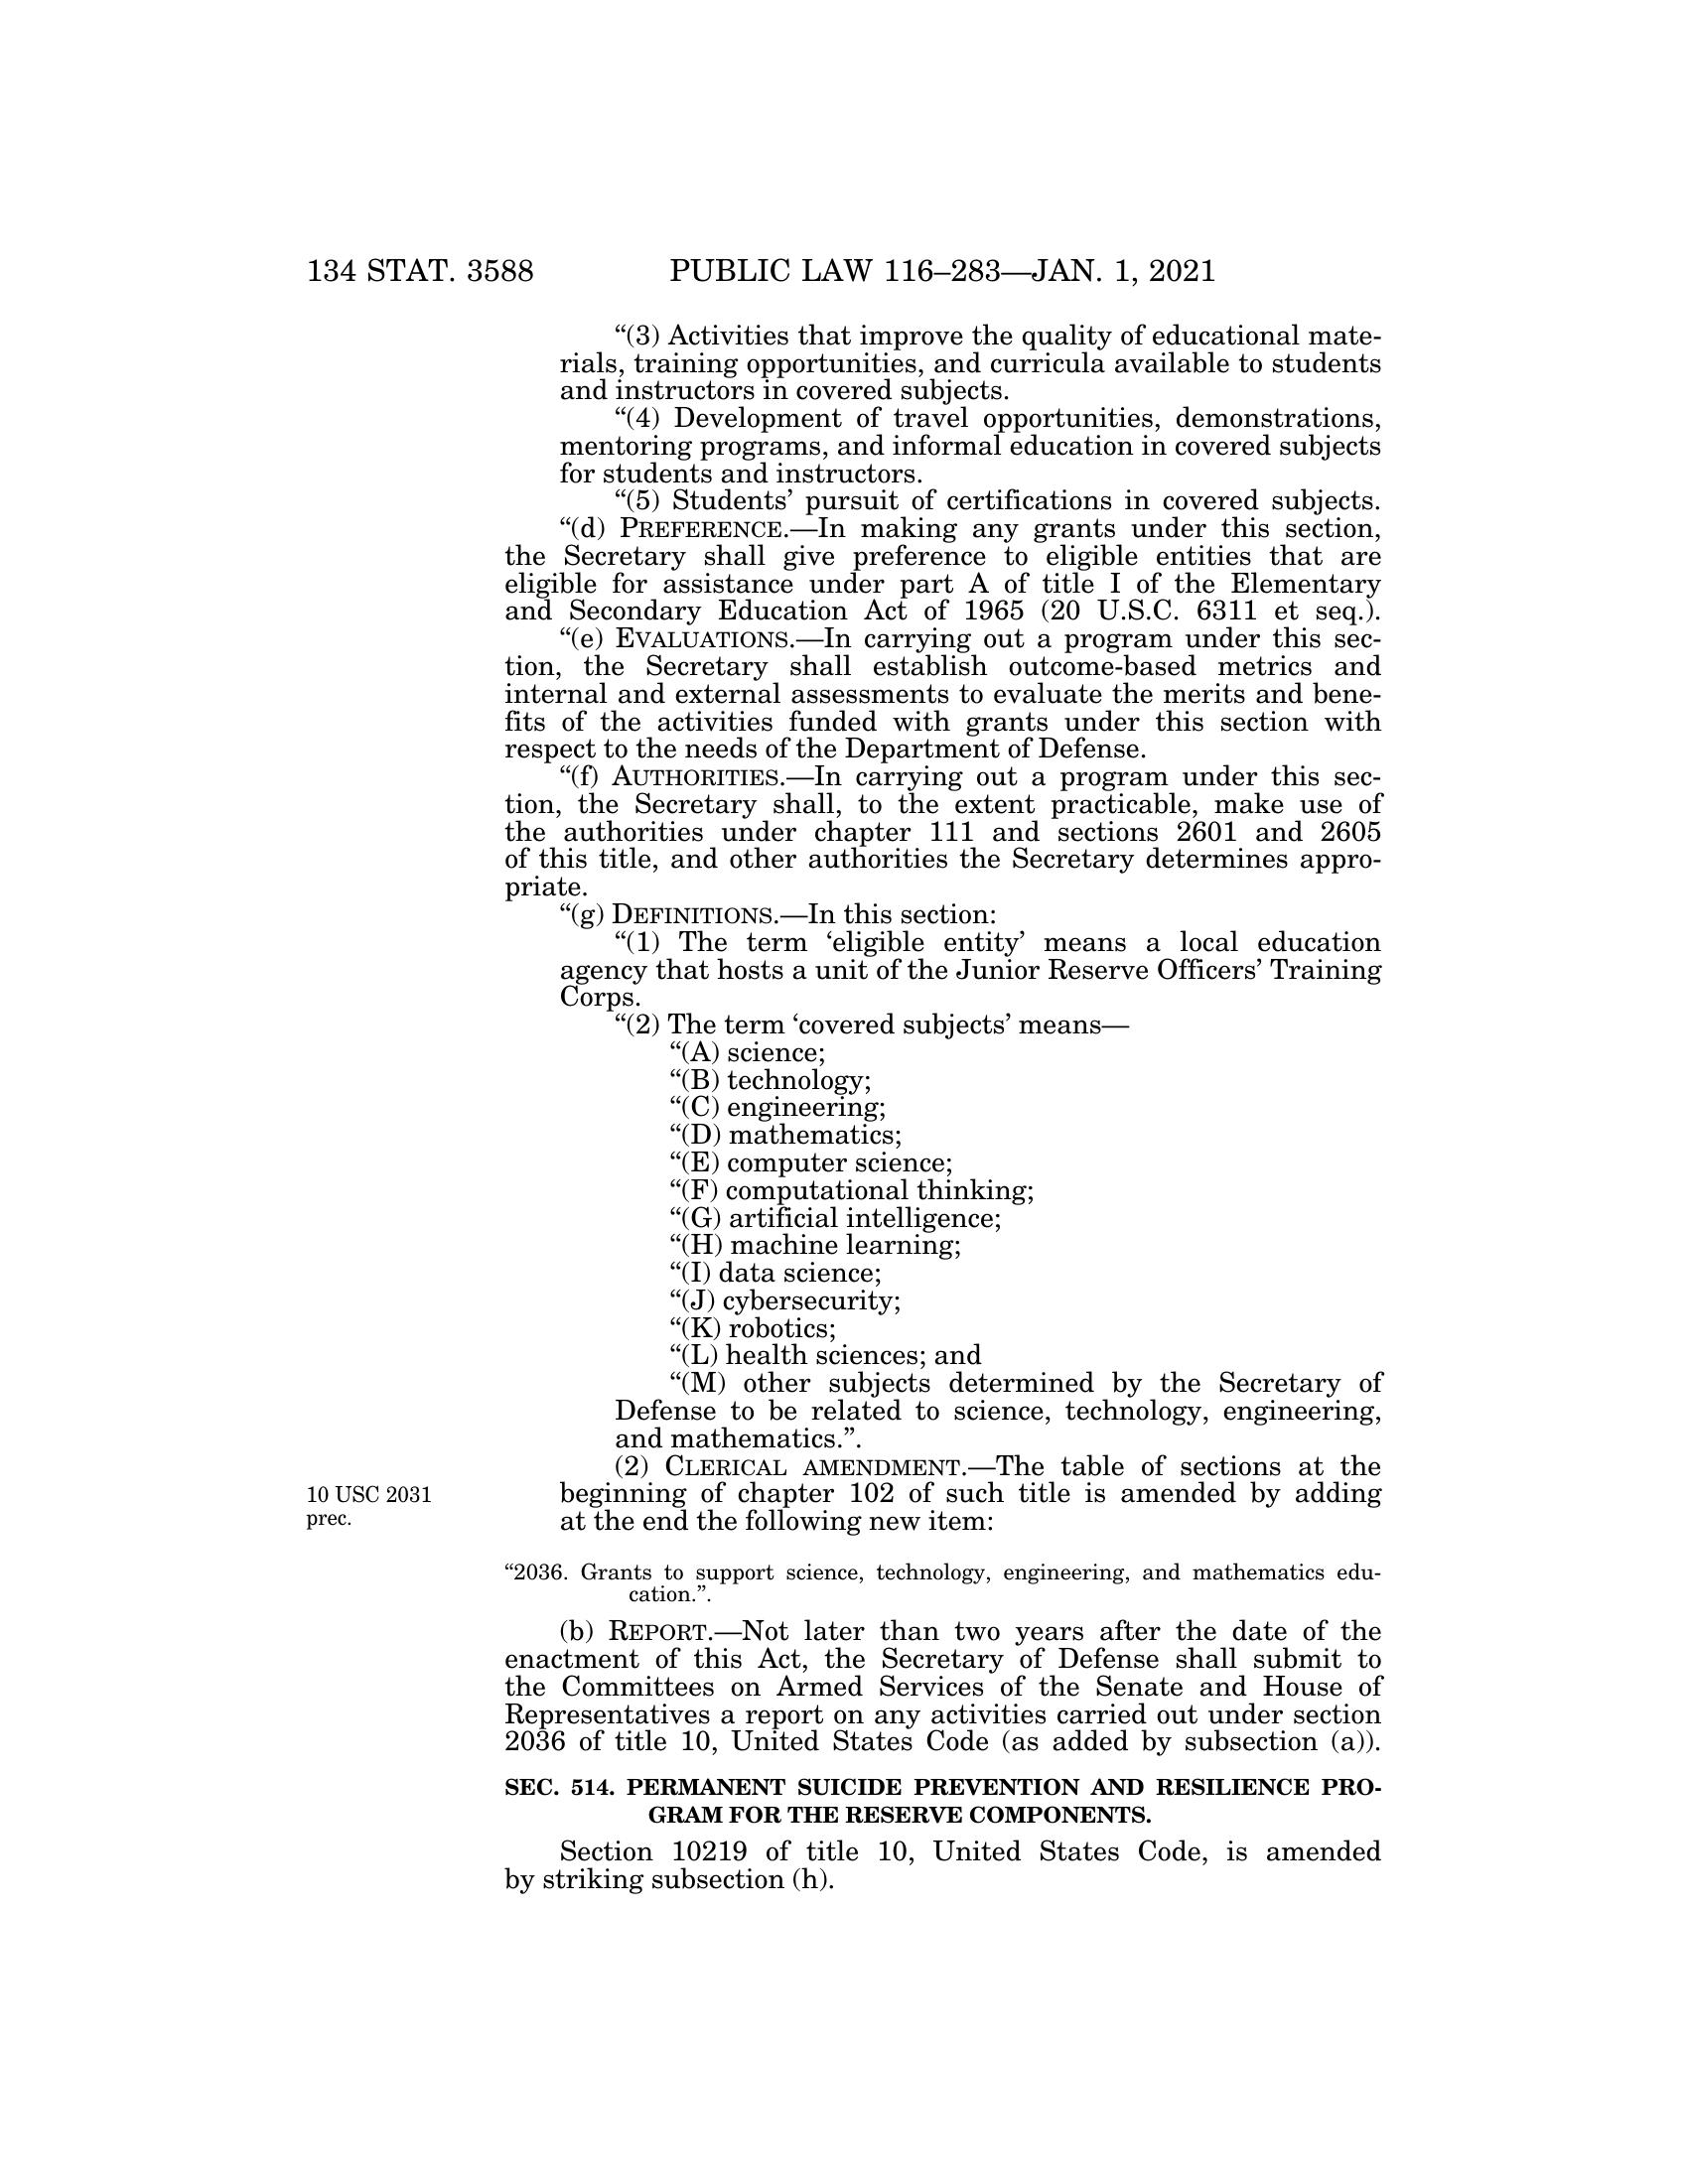 134 STAT. 3588
PUBLIC LAW 116–283—JAN. 1, 2021
“(3) Activities that improve the quality of educational mate-
rials, training opportunities, and curricula available to students
and instructors in covered subjects.
“(4) Development of travel opportunities, demonstrations,
mentoring programs, and informal education in covered subjects
for students and instructors.
“(5) Students’ pursuit of certifications in covered subjects.
“(d) PREFERENCE.—In making any grants under this section,
the Secretary shall give preference to eligible entities that are
eligible for assistance under part A of title I of the Elementary
and Secondary Education Act of 1965 (20 U.S.C. 6311 et seq.).
“(e) EVALUATIONS.—In carrying out a program under this sec-
tion, the Secretary shall establish outcome-based metrics and
internal and external assessments to evaluate the merits and bene-
fits of the activities funded with grants under this section with
respect to the needs of the Department of Defense.
“(f) AUTHORITIES.—In carrying out a program under this sec-
tion, the Secretary shall, to the extent practicable, make use of
the authorities under chapter 111 and sections 2601 and 2605
of this title, and other authorities the Secretary determines appro-
priate.
“(g) DEFINITIONS.—In this section:
“(1) The term ‘eligible entity’ means a local education
agency that hosts a unit of the Junior Reserve Officers’ Training
Corps.
“(2) The term ‘covered subjects’ means—
“(A) science;
“(B) technology;
“(C) engineering;
“(D) mathematics;
“(E) computer science;
“(F) computational thinking;
“(G) artificial intelligence;
“(H) machine learning;
“(I) data science;
“(J) cybersecurity;
“(K) robotics;
“(L) health sciences; and
“(M) other subjects determined by the Secretary of
Defense to be related to science, technology, engineering,
and mathematics.”.
(2) CLERICAL AMENDMENT.—The table of sections at the
beginning of chapter 102 of such title is amended by adding
at the end the following new item:
10 USC 2031
prec.
“2036. Grants to support science, technology, engineering, and mathematics edu-
cation.”.
(b) REPORT.—Not later than two years after the date of the
enactment of this Act, the Secretary of Defense shall submit to
the Committees on Armed Services of the Senate and House of
Representatives a report on any activities carried out under section
2036 of title 10, United States Code (as added by subsection (a)).
SEC. 514. PERMANENT SUICIDE PREVENTION AND RESILIENCE PRO-
GRAM FOR THE RESERVE COMPONENTS.
Section 10219 of title 10, United States Code, is amended
by striking subsection (h).